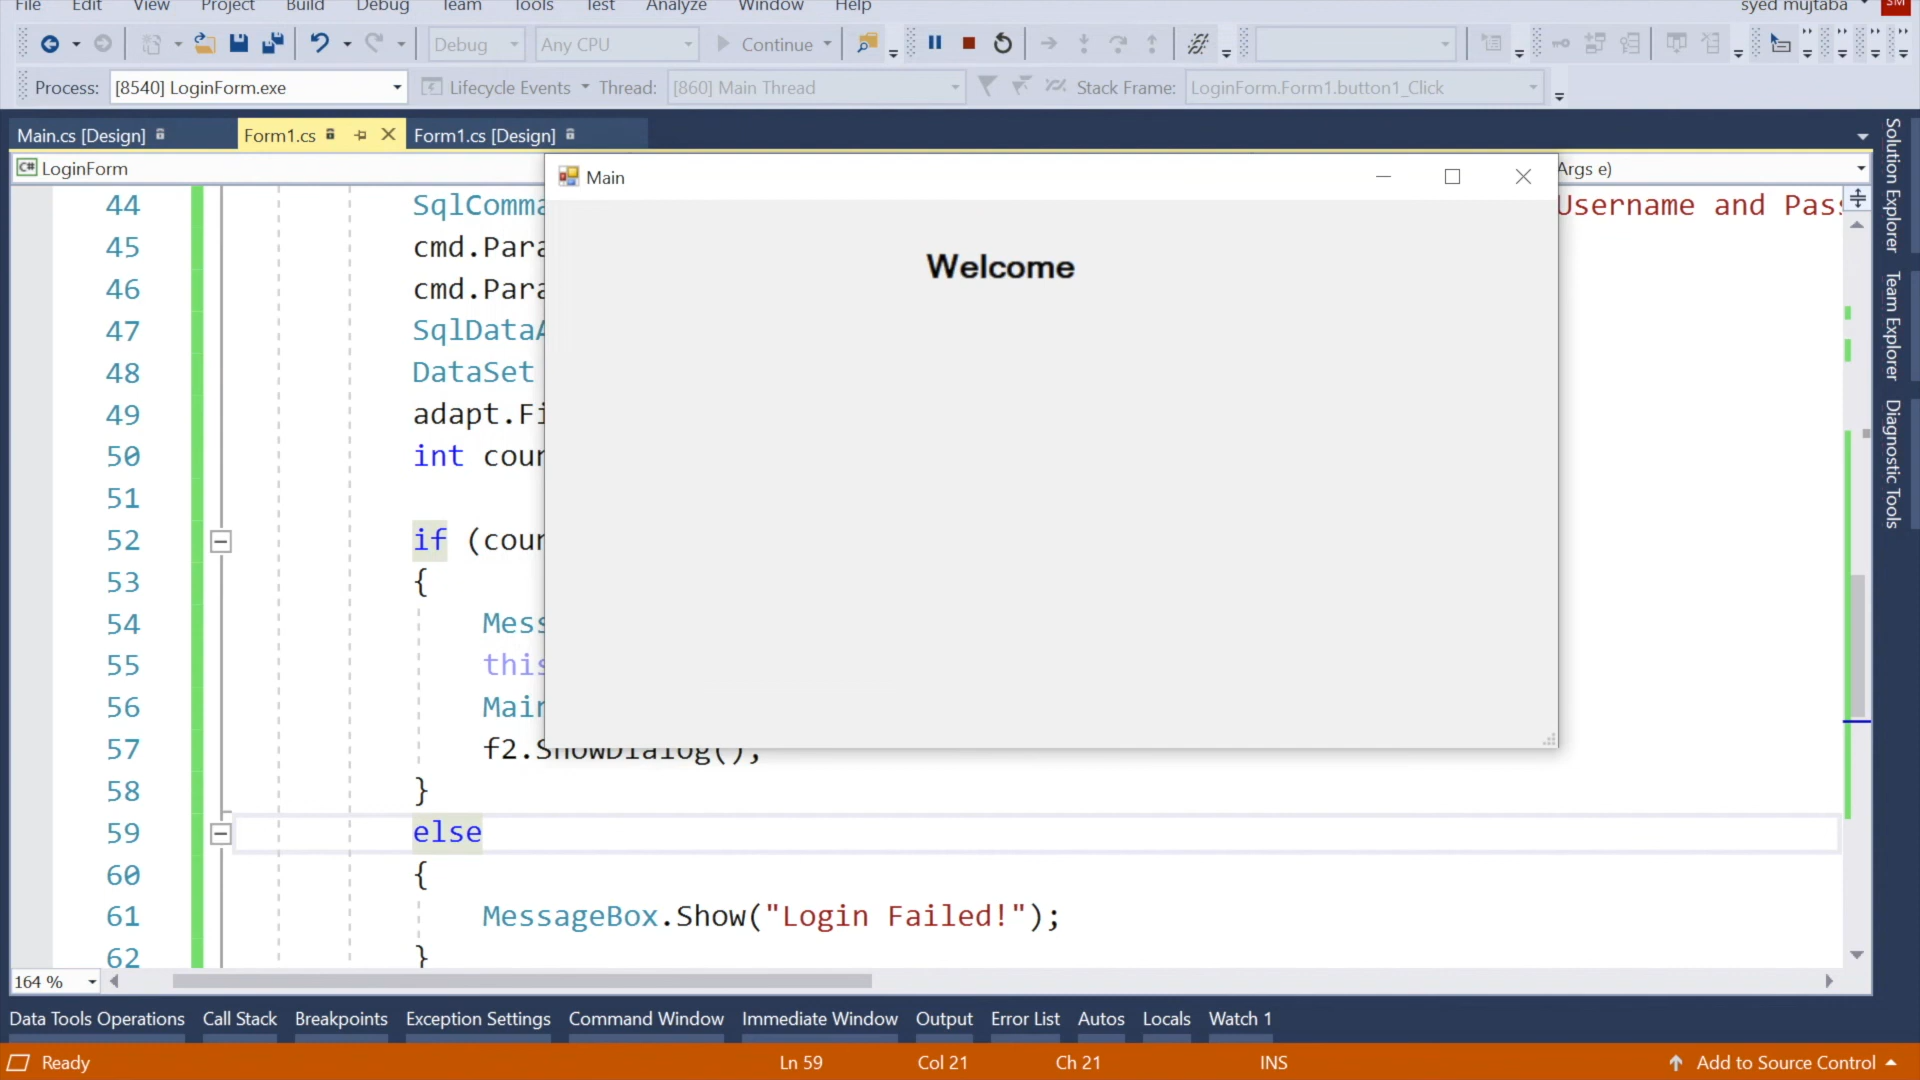 File Edit View Project Build Debug Team Tools Test Analyze Window Help syed mujtaba SM
Debug Any CPU Continue
Process: [8540] LoginForm.exe Lifecycle Events Thread: [860] Main Thread Stack Frame: LoginForm.Form1.button1_Click
Main.cs [Design] Form1.cs Form1.cs [Design]
C# LoginForm Args e)
Main
Welcome
44 SqlComma Username and Pas
45 cmd.Para
46 cmd.Para
47 SqlDataA
48 DataSet
49 adapt.Fi
50 int coun
51
52 if (coun
53 {
54 Mess
55 this
56 Main
57 f2.ShowDialog();
58 }
59 else
60 {
61 MessageBox.Show("Login Failed!");
62 }
164 %
Solution Explorer
Team Explorer
Diagnostic Tools
Data Tools Operations Call Stack Breakpoints Exception Settings Command Window Immediate Window Output Error List Autos Locals Watch 1
Ready Ln 59 Col 21 Ch 21 INS Add to Source Control